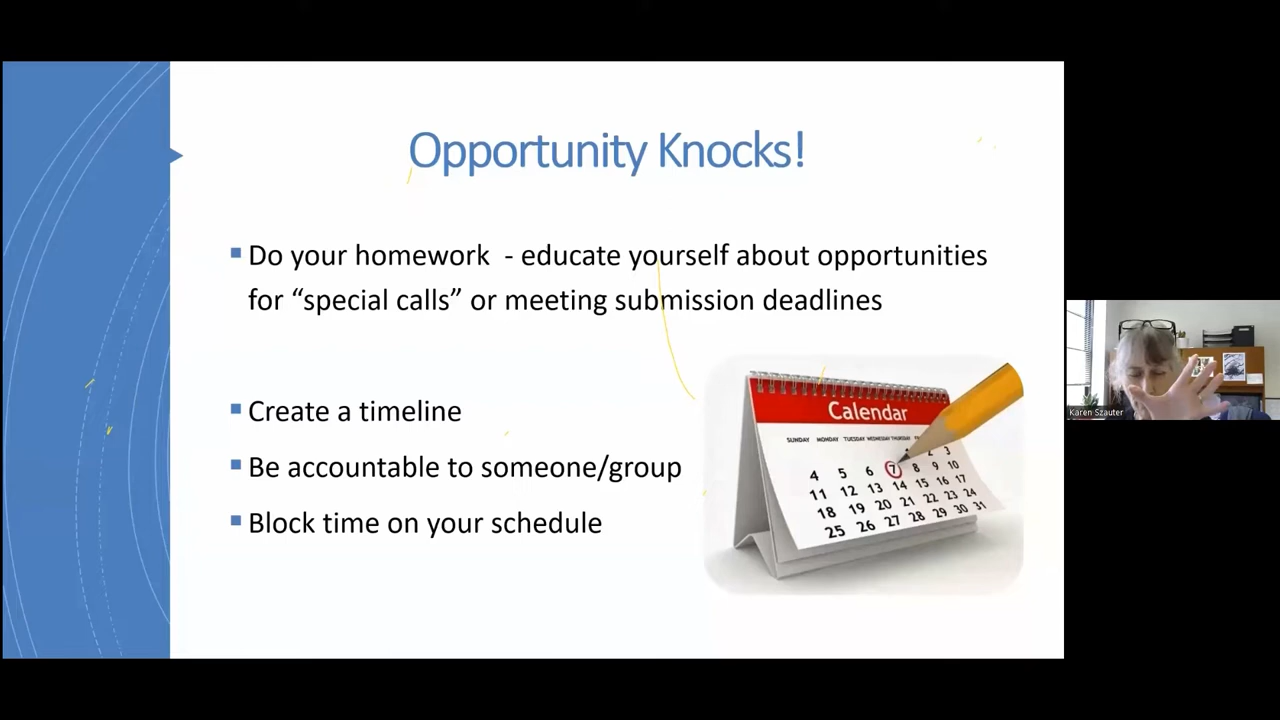 Opportunity Knocks!
Do your homework - educate yourself about opportunities
for “special calls” or meeting submission deadlines
Create a timeline
Be accountable to someone/group
Block time on your schedule
Calendar
SUNDAY MONDAY TUESDAY WEDNESDAY THURSDAY
2 3
4 5 6 7 8 9 10
11 12 13 14 15 16 17
18 19 20 21 22 23 24
25 26 27 28 29 30 31
Karen Szauter